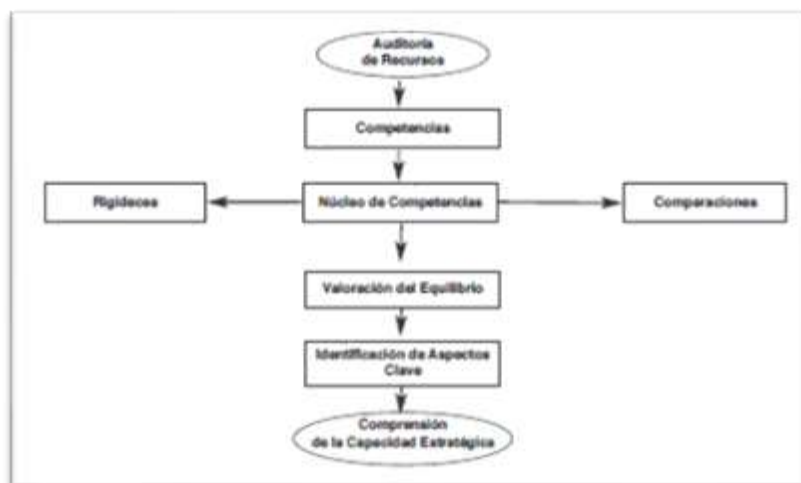 Auditoría
de Recursos
Competencias
Rigideces
Núcleo de Competencias
Comparaciones
Valoración del Equilibrio
Identificación de Aspectos
Clave
Comprensión
de la Capacidad Estratégica